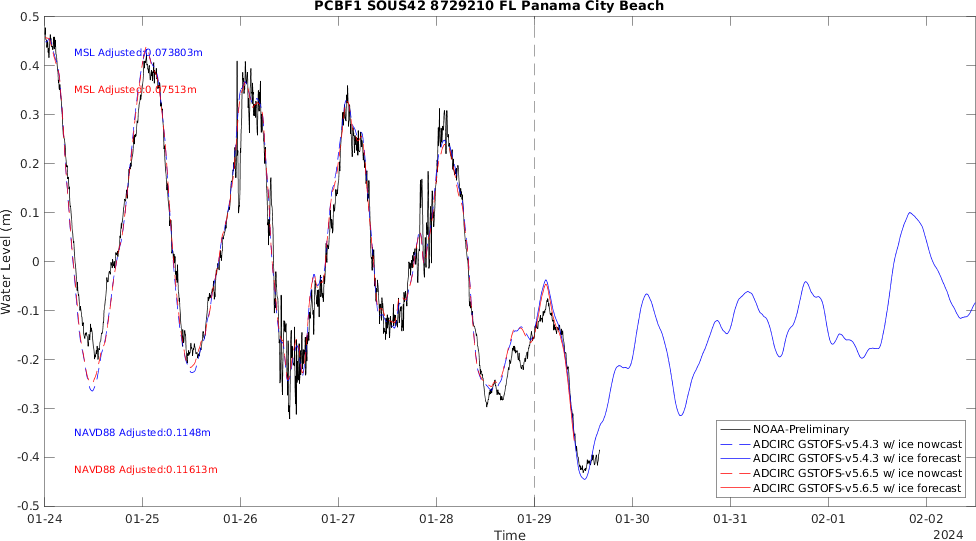 PCBF1 SOUS42 8729210 FL Panama City Beach
0.5
0.4
0.3
0.2
0.1
0
-0.1
-0.2
-0.3
-0.4
-0.5
Water Level (m)
MSL Adjusted:0.073803m
MSL Adjusted:0.07513m
NAVD88 Adjusted:0.1148m
NAVD88 Adjusted:0.11613m
NOAA-Preliminary
ADCIRC GSTOFS-v5.4.3 w/ ice nowcast
ADCIRC GSTOFS-v5.4.3 w/ ice forecast
ADCIRC GSTOFS-v5.6.5 w/ ice nowcast
ADCIRC GSTOFS-v5.6.5 w/ ice forecast
01-24 01-25 01-26 01-27 01-28 01-29 01-30 01-31 02-01 02-02
Time
2024